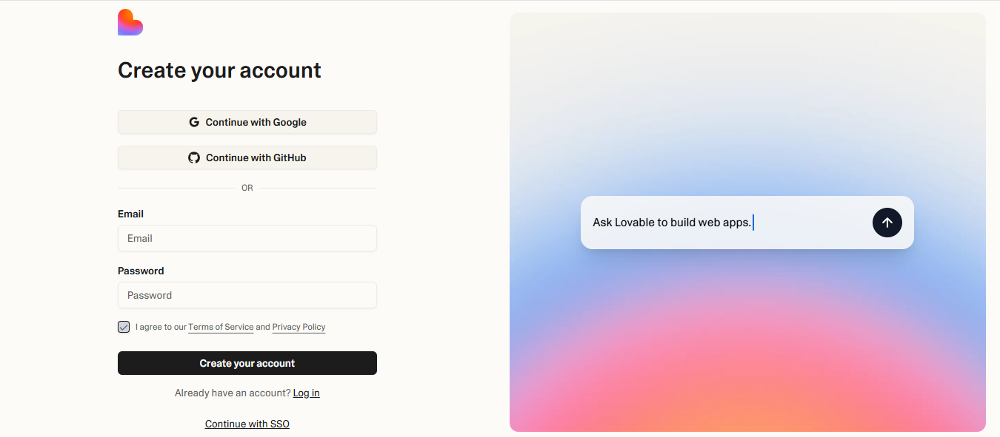 Create your account
Continue with Google
Continue with GitHub
OR
Email
Email
Password
Password
I agree to our Terms of Service and Privacy Policy
Create your account
Already have an account? Log in
Continue with SSO
Ask Lovable to build web apps.